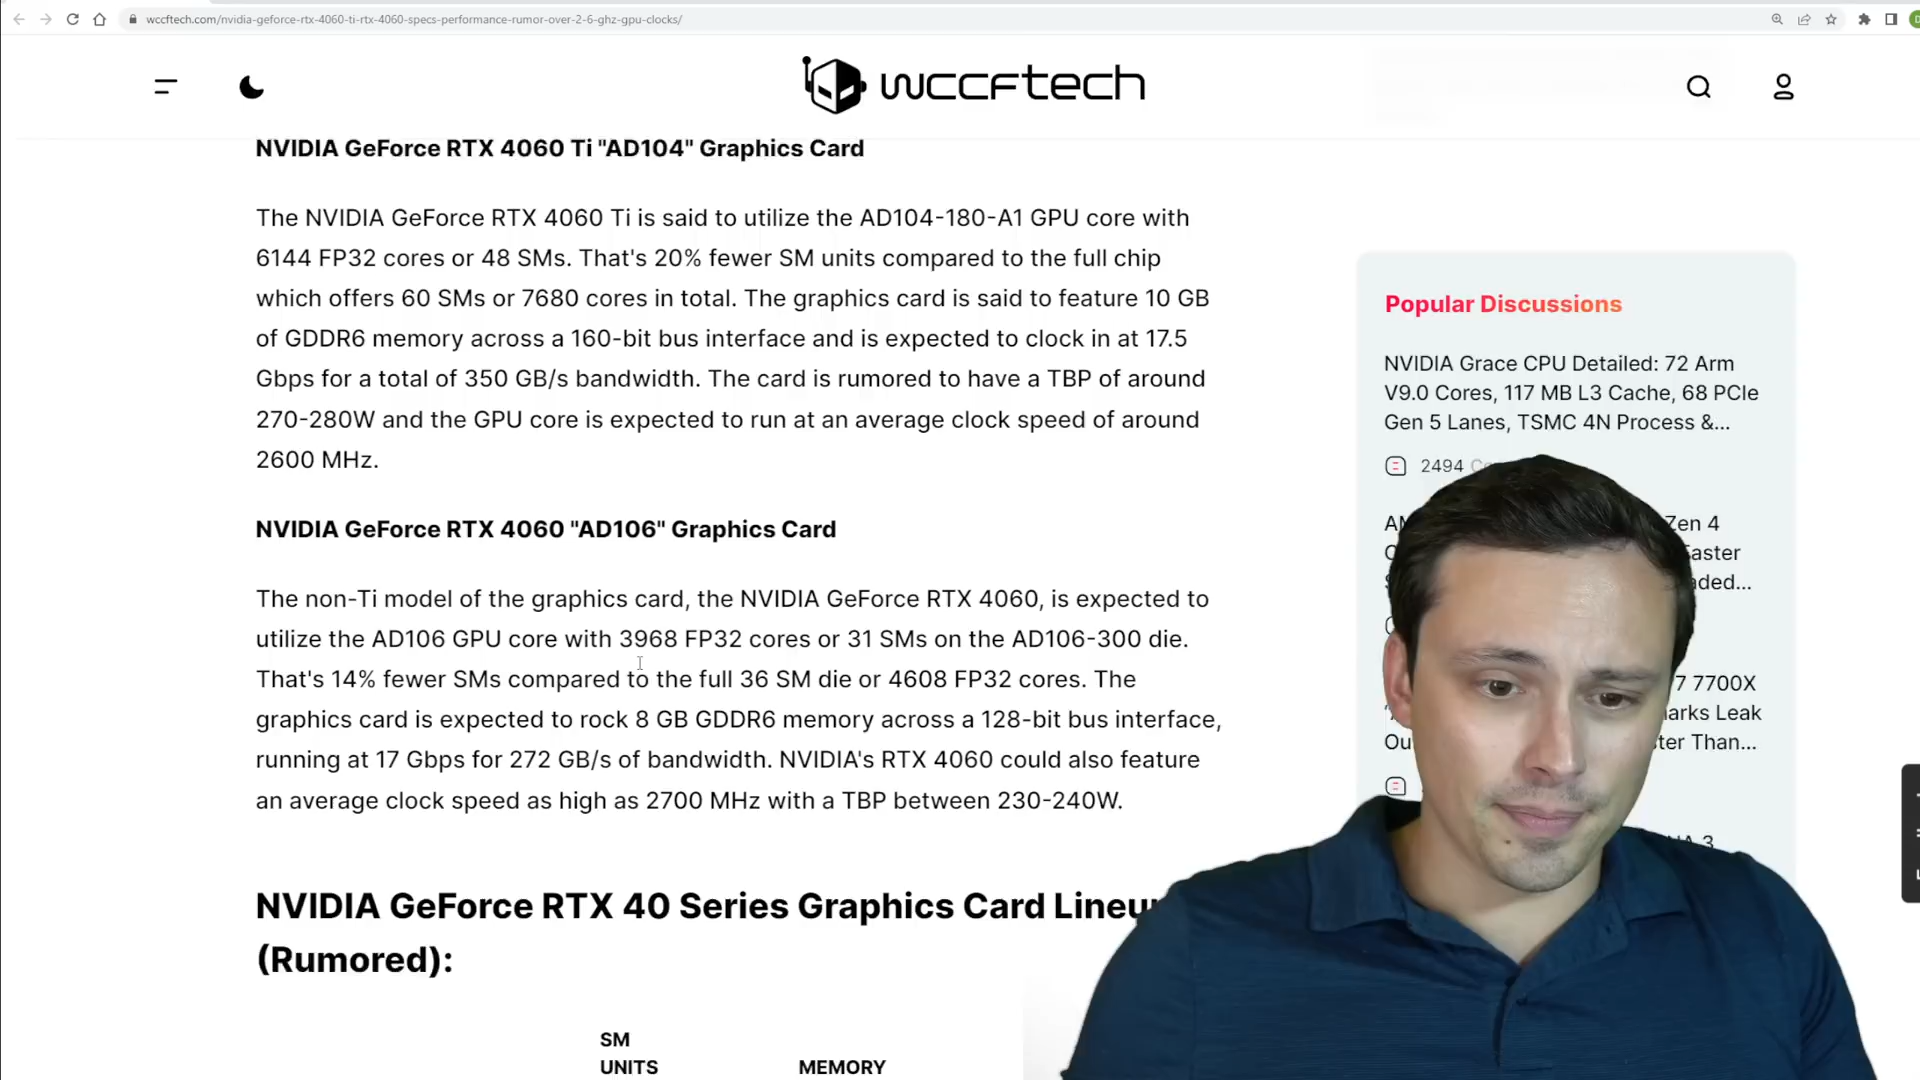 wccftech.com/nvidia-geforce-rtx-4060-ti-rtx-4060-specs-performance-rumor-over-2-6-ghz-gpu-clocks/
wccftech
NVIDIA GeForce RTX 4060 Ti "AD104" Graphics Card
The NVIDIA GeForce RTX 4060 Ti is said to utilize the AD104-180-A1 GPU core with
6144 FP32 cores or 48 SMs. That's 20% fewer SM units compared to the full chip
which offers 60 SMs or 7680 cores in total. The graphics card is said to feature 10 GB
of GDDR6 memory across a 160-bit bus interface and is expected to clock in at 17.5
Gbps for a total of 350 GB/s bandwidth. The card is rumored to have a TBP of around
270-280W and the GPU core is expected to run at an average clock speed of around
2600 MHz.
NVIDIA GeForce RTX 4060 "AD106" Graphics Card
The non-Ti model of the graphics card, the NVIDIA GeForce RTX 4060, is expected to
utilize the AD106 GPU core with 3968 FP32 cores or 31 SMs on the AD106-300 die.
That's 14% fewer SMs compared to the full 36 SM die or 4608 FP32 cores. The
graphics card is expected to rock 8 GB GDDR6 memory across a 128-bit bus interface,
running at 17 Gbps for 272 GB/s of bandwidth. NVIDIA's RTX 4060 could also feature
an average clock speed as high as 2700 MHz with a TBP between 230-240W.
NVIDIA GeForce RTX 40 Series Graphics Card
(Rumored):
SM
UNITS
MEMORY
Popular Discussions
NVIDIA Grace CPU Detailed: 72 Arm
V9.0 Cores, 117 MB L3 Cache, 68 PCIe
Gen 5 Lanes, TSMC 4N Process &...
2494
Zen 4
7 7700X
Leak
Than...
3